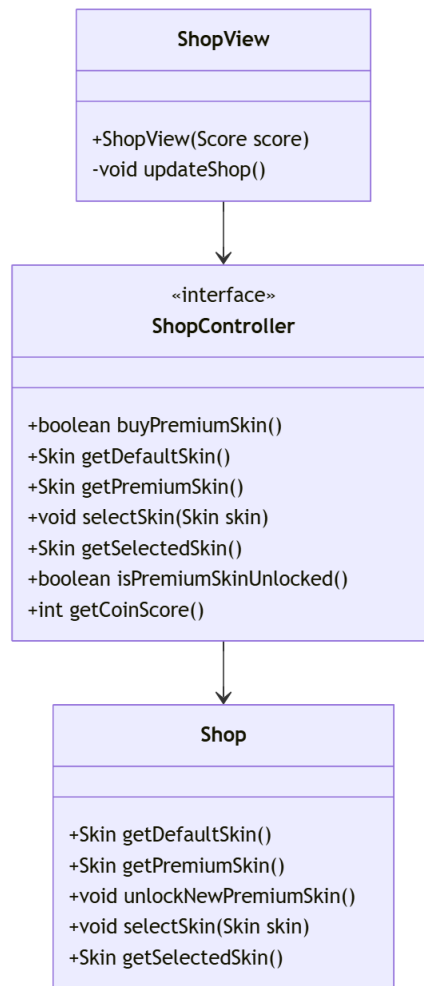 ShopView
+ShopView(Score score)
-void updateShop()
«interface»
ShopController
+boolean buyPremiumSkin()
+Skin getDefaultSkin()
+Skin getPremiumSkin()
+void selectSkin(Skin skin)
+Skin getSelectedSkin()
+boolean isPremiumSkinUnlocked()
+int getCoinScore()
Shop
+Skin getDefaultSkin()
+Skin getPremiumSkin()
+void unlockNewPremiumSkin()
+void selectSkin(Skin skin)
+Skin getSelectedSkin()